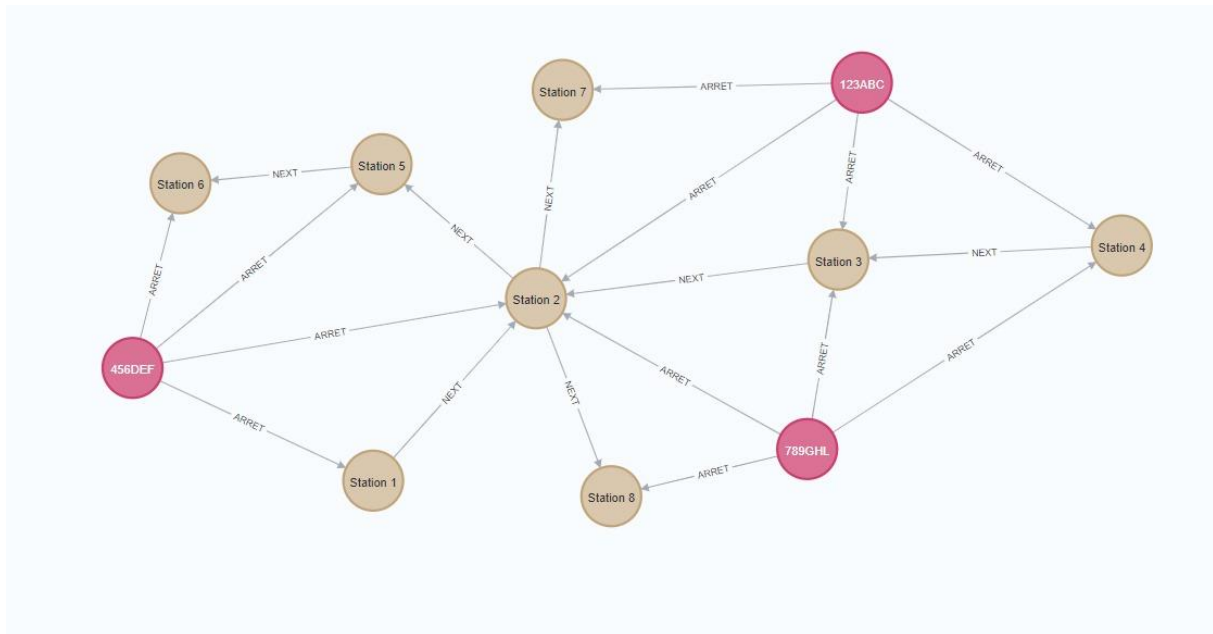 123ABC
Station 7
ARRET
Station 5
Station 6
NEXT
ARRET
ARRET
ARRET
NEXT
NEXT
Station 4
Station 3
NEXT
NEXT
ARRET
ARRET
Station 2
ARRET
ARRET
ARRET
456DEF
ARRET
NEXT
NEXT
ARRET
789GHL
ARRET
Station 1
Station 8